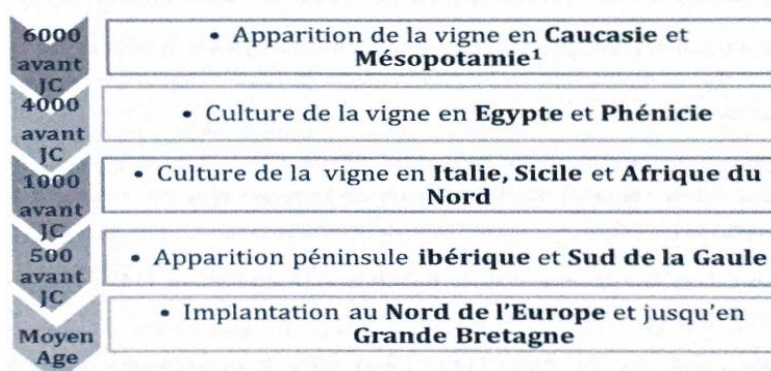 6000
avant
JC
• Apparition de la vigne en Caucasie et
Mésopotamie¹
4000
avant
JC
• Culture de la vigne en Egypte et Phénicie
1000
avant
JC
• Culture de la vigne en Italie, Sicile et Afrique du
Nord
500
avant
JC
• Apparition péninsule ibérique et Sud de la Gaule
Moyen
Age
• Implantation au Nord de l'Europe et jusqu'en
Grande Bretagne